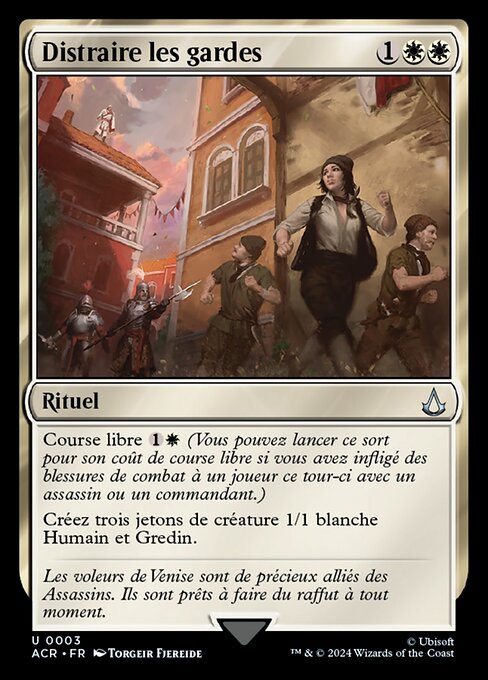 Distraire les gardes 1
Rituel
Course libre 1 (Vous pouvez lancer ce sort
pour son coût de course libre si vous avez infligé des
blessures de combat à un joueur ce tour-ci avec un
assassin ou un commandant.)
Créez trois jetons de créature 1/1 blanche
Humain et Gredin.
Les voleurs de Venise sont de précieux alliés des
Assassins. Ils sont prêts à faire du raffut à tout
moment.
U 0003 © Ubisoft
ACR • FR Torgeir Fjereide ™ & © 2024 Wizards of the Coast